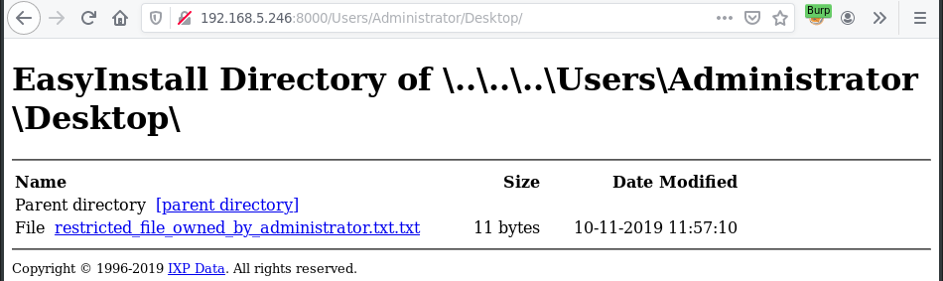 192.168.5.246:8000/Users/Administrator/Desktop/
Burp
EasyInstall Directory of \..\..\..\Users\Administrator
\Desktop\
Name Size Date Modified
Parent directory [parent directory]
File restricted_file_owned_by_administrator.txt.txt 11 bytes 10-11-2019 11:57:10
Copyright © 1996-2019 IXP Data. All rights reserved.